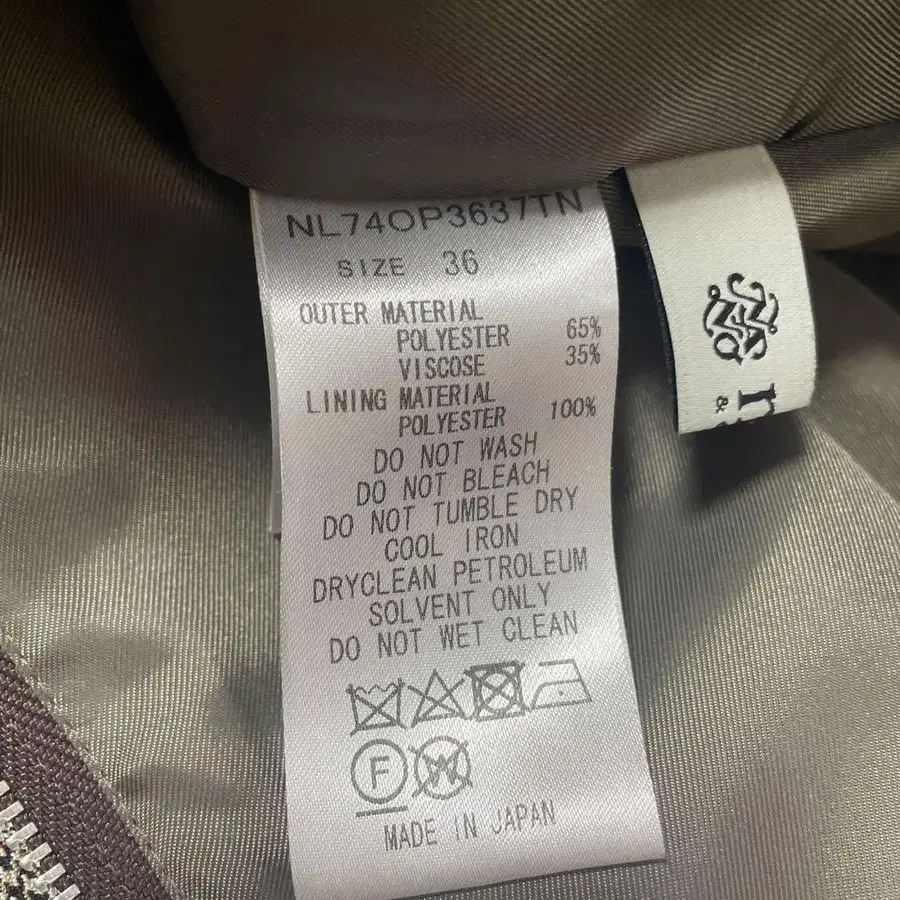 NL74OP3637TN
SIZE 36
OUTER MATERIAL
POLYESTER 65%
VISCOSE 35%
LINING MATERIAL
POLYESTER 100%
DO NOT WASH
DO NOT BLEACH
DO NOT TUMBLE DRY
COOL IRON
DRYCLEAN PETROLEUM
SOLVENT ONLY
DO NOT WET CLEAN
F W
MADE IN JAPAN